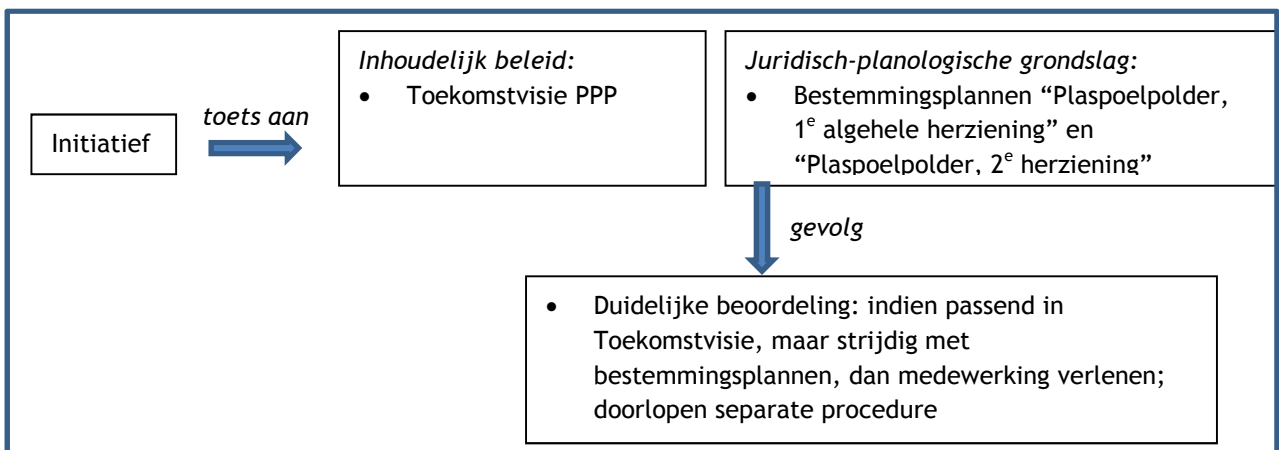 Initiatief
toets aan
Inhoudelijk beleid:
• Toekomstvisie PPP
Juridisch-planologische grondslag:
• Bestemmingsplannen “Plaspoelpolder,
1e algehele herziening” en
“Plaspoelpolder, 2e herziening”
gevolg
• Duidelijke beoordeling: indien passend in
Toekomstvisie, maar strijdig met
bestemmingsplannen, dan medewerking verlenen;
doorlopen separate procedure